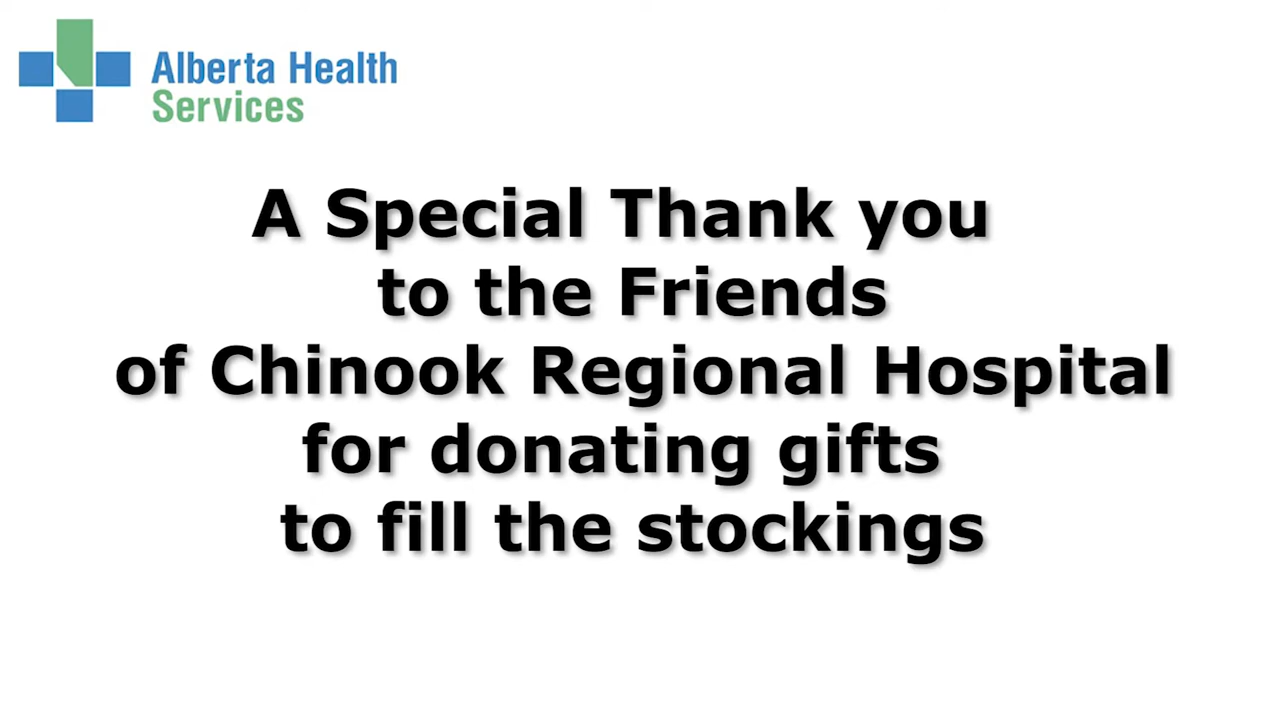 Alberta Health
Services
A Special Thank you
to the Friends
of Chinook Regional Hospital
for donating gifts
to fill the stockings